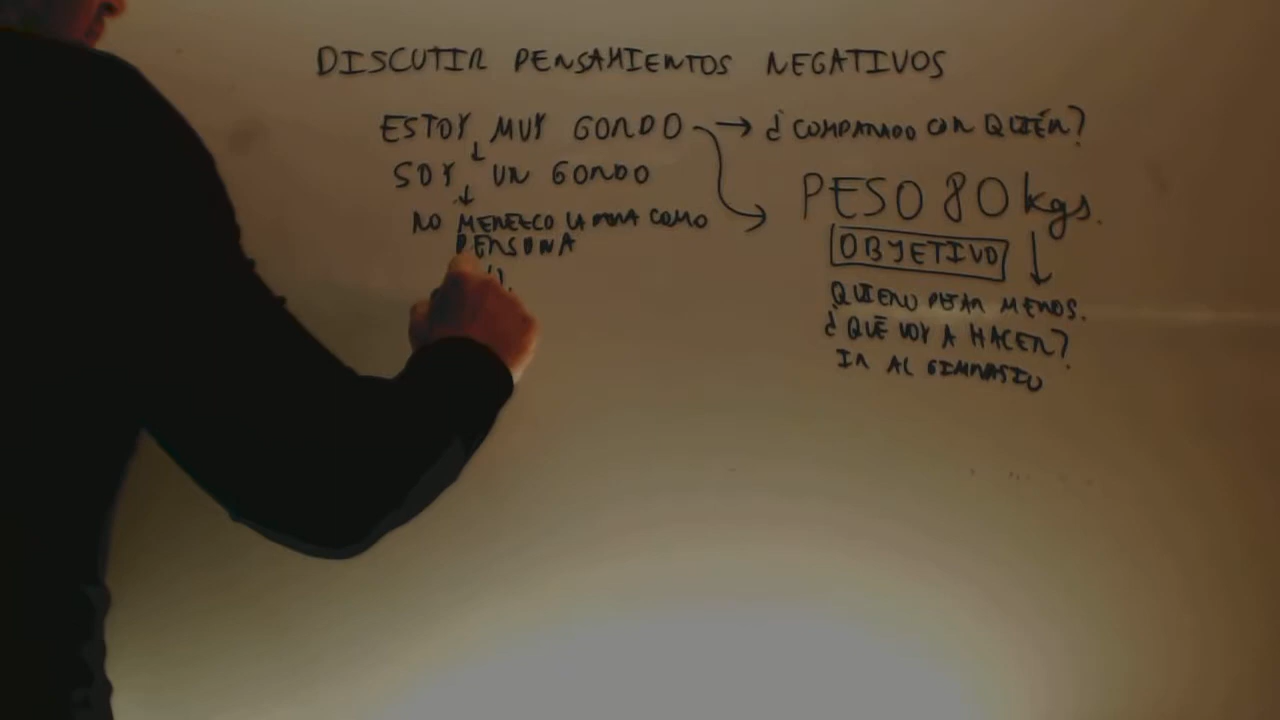 DISCUTIR PENSAMIENTOS NEGATIVOS
ESTOY MUY GORDO → ¿COMPARADO CON QUIÉN?
SOY UN GORDO
NO MEREZCO LA PENA COMO
PERSONA
PESO 80 kgs.
OBJETIVO
QUIERO PESAR MENOS.
¿QUÉ VOY A HACER?
IR AL GIMNASIO